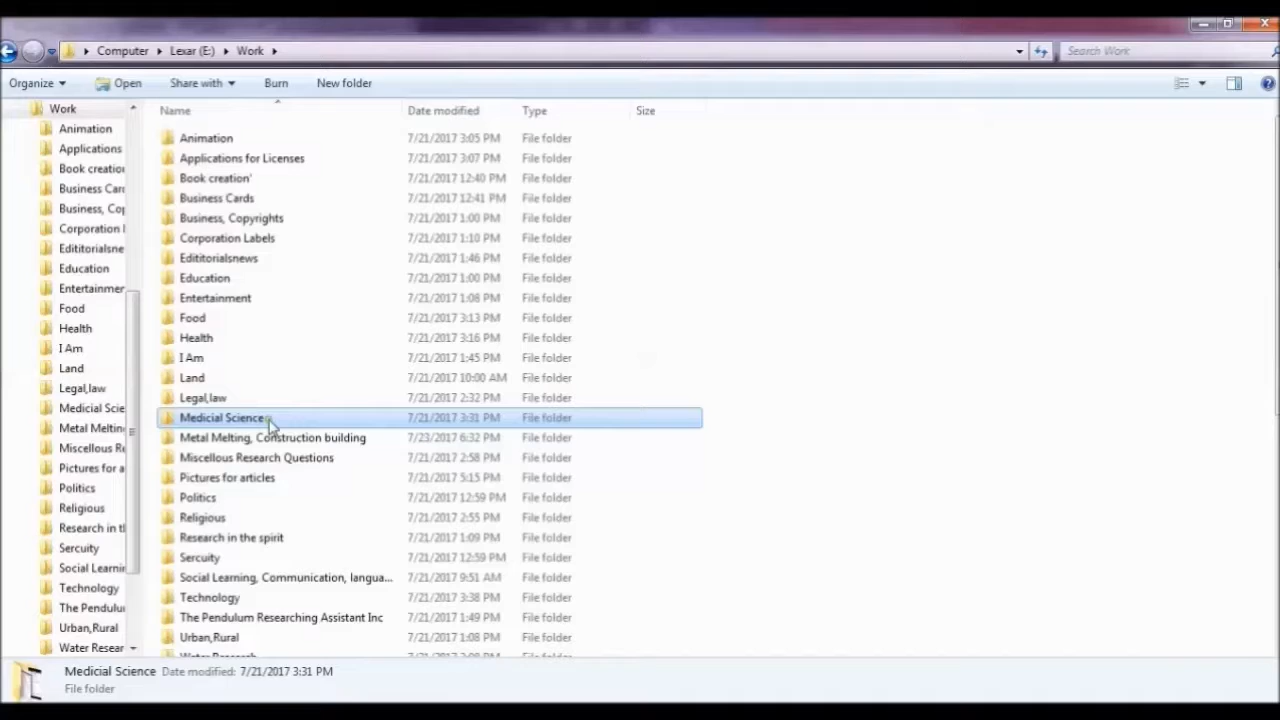 Computer Lexar (E:) Work
Search Work
Organize Open Share with Burn New folder
Work
Animation
Applications
Book creation
Business Car
Business, Cop
Corporation l
Edititorialsne
Education
Entertainmer
Food
Health
I Am
Land
Legal,law
Medicial Scie
Metal Meltin
Miscellous Re
Pictures for a
Politics
Religious
Research in th
Sercuity
Social Learnin
Technology
The Pendulu
Urban,Rural
Water Resear
Name Date modified Type Size
Animation 7/21/2017 3:05 PM File folder
Applications for Licenses 7/21/2017 3:07 PM File folder
Book creation' 7/21/2017 12:40 PM File folder
Business Cards 7/21/2017 12:41 PM File folder
Business, Copyrights 7/21/2017 1:00 PM File folder
Corporation Labels 7/21/2017 1:10 PM File folder
Edititorialsnews 7/21/2017 1:46 PM File folder
Education 7/21/2017 1:00 PM File folder
Entertainment 7/21/2017 1:08 PM File folder
Food 7/21/2017 3:13 PM File folder
Health 7/21/2017 3:16 PM File folder
I Am 7/21/2017 1:45 PM File folder
Land 7/21/2017 10:00 AM File folder
Legal,law 7/21/2017 2:32 PM File folder
Medicial Science 7/21/2017 3:31 PM File folder
Metal Melting, Construction building 7/23/2017 6:32 PM File folder
Miscellous Research Questions 7/21/2017 2:58 PM File folder
Pictures for articles 7/21/2017 5:15 PM File folder
Politics 7/21/2017 12:59 PM File folder
Religious 7/21/2017 2:55 PM File folder
Research in the spirit 7/21/2017 1:09 PM File folder
Sercuity 7/21/2017 12:59 PM File folder
Social Learning, Communication, langua... 7/21/2017 9:51 AM File folder
Technology 7/21/2017 3:38 PM File folder
The Pendulum Researching Assistant Inc 7/21/2017 1:49 PM File folder
Urban,Rural 7/21/2017 1:08 PM File folder
Medicial Science Date modified: 7/21/2017 3:31 PM
File folder